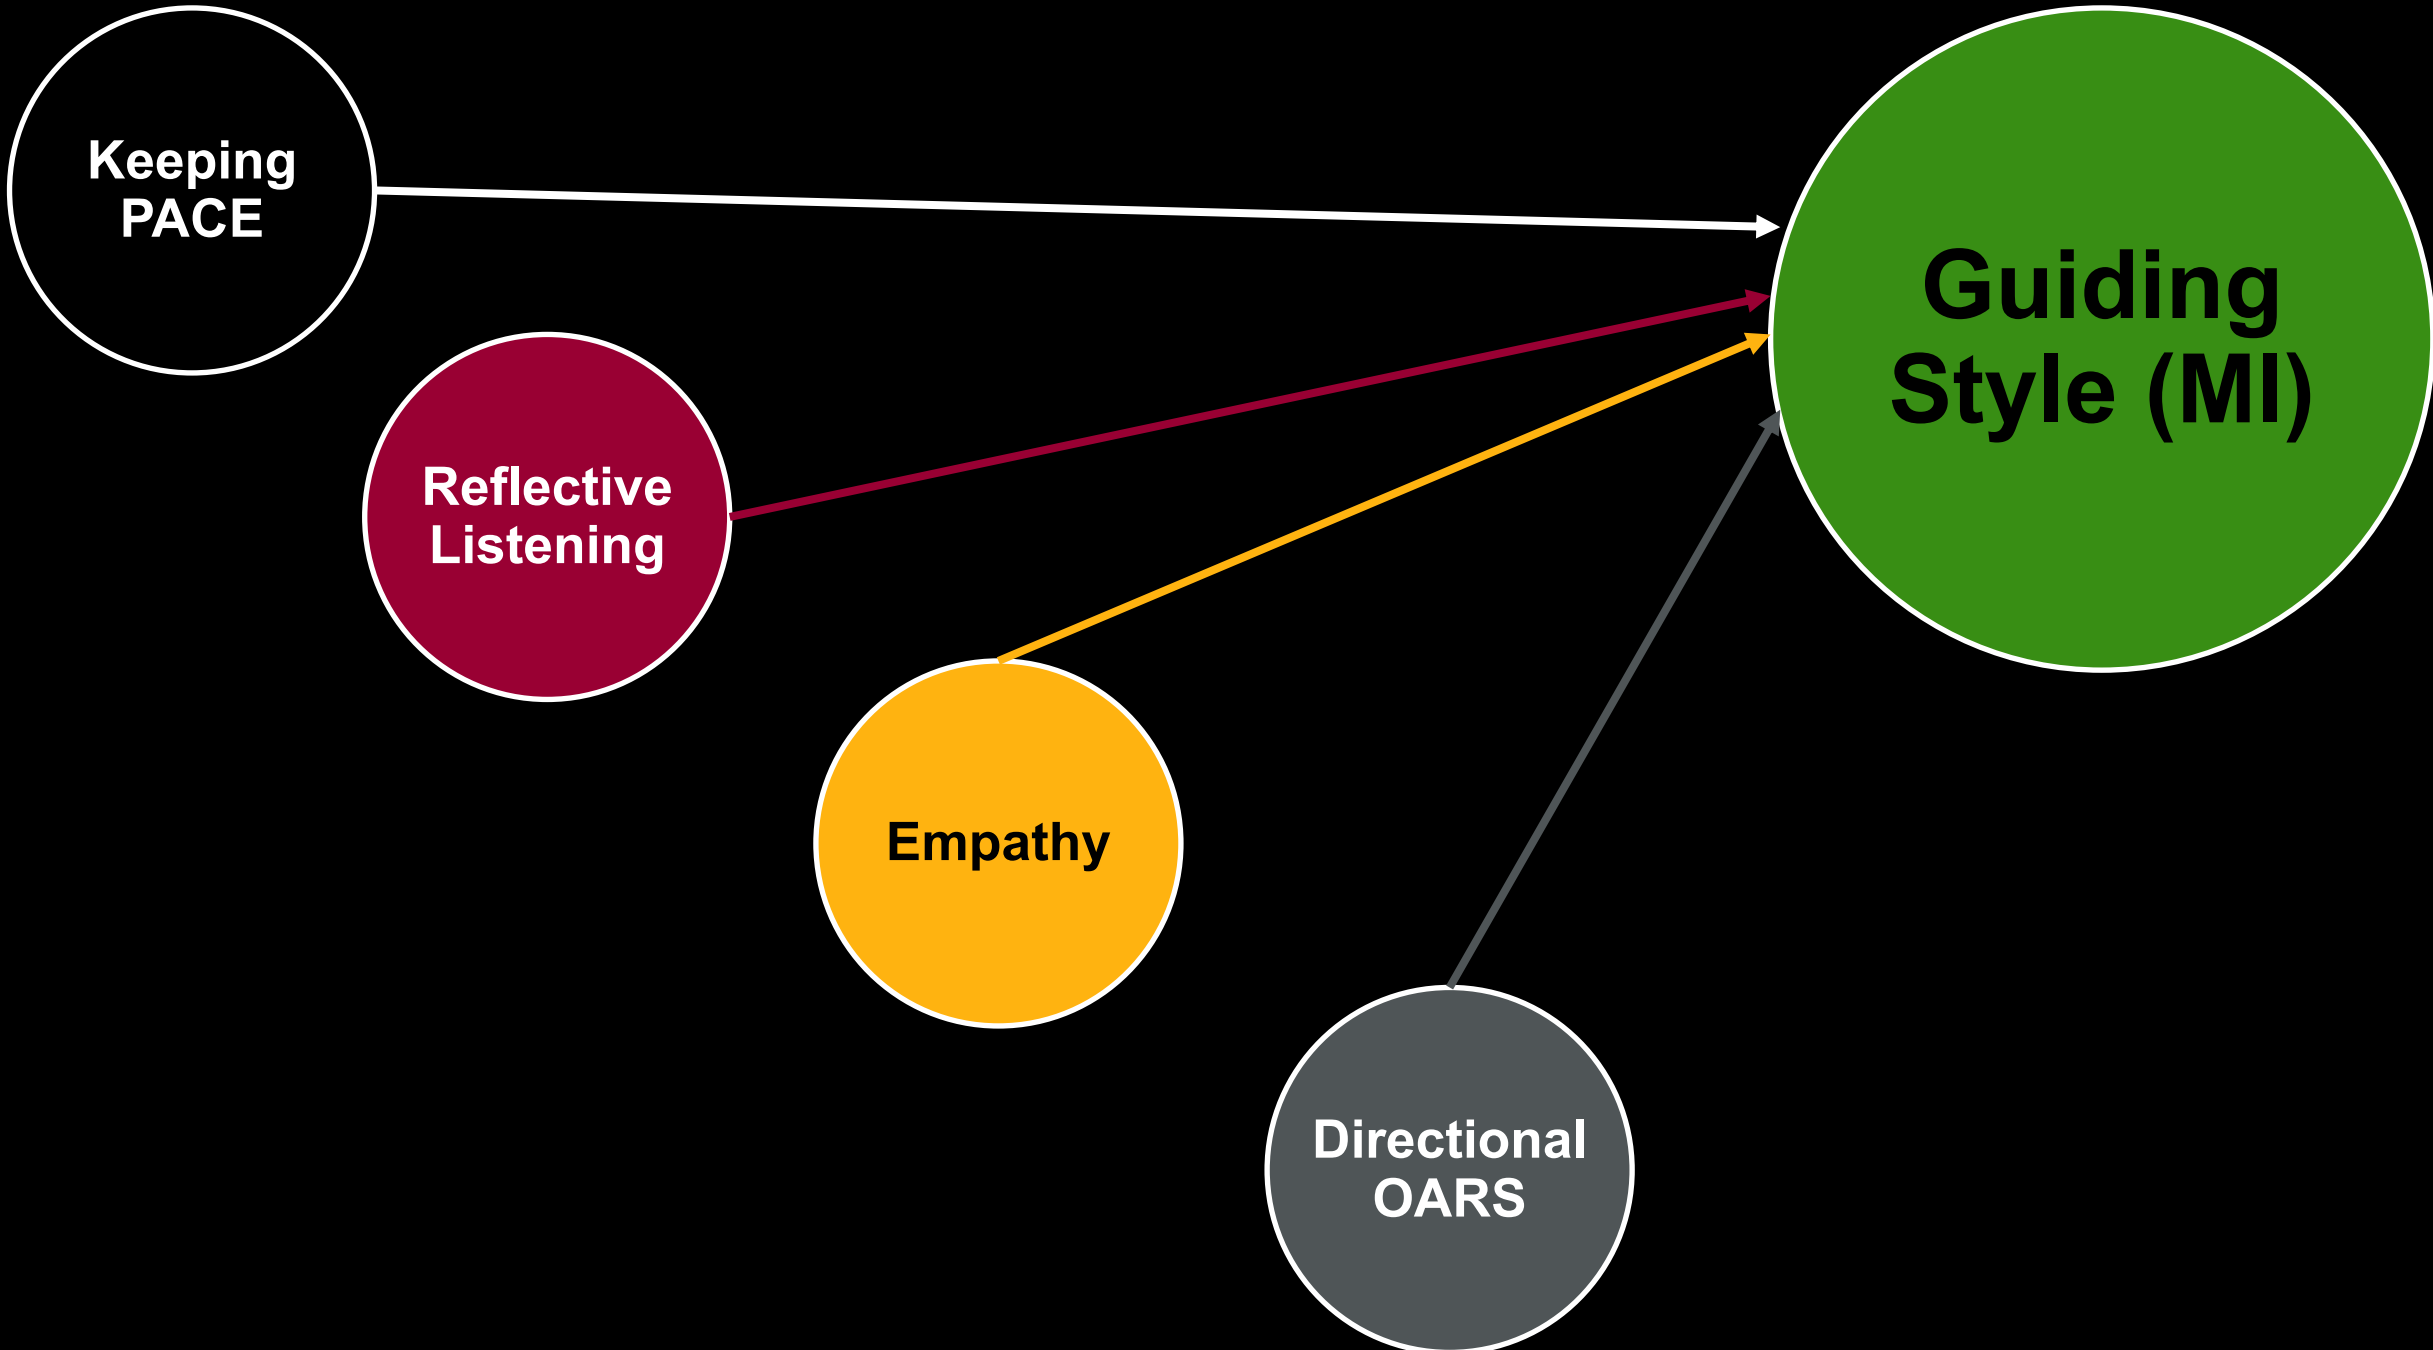 Keeping
PACE
Guiding
Style (MI)
Reflective
Listening
Empathy
Directional
OARS